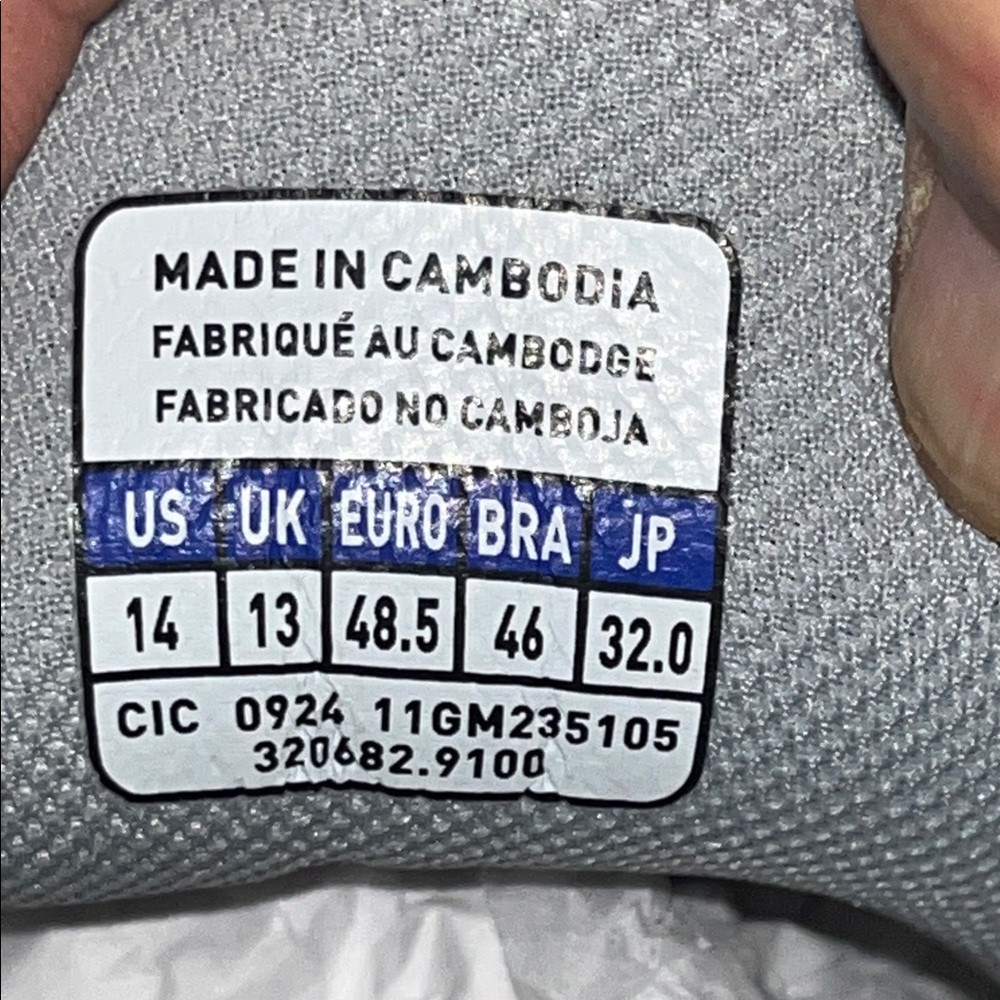 MADE IN CAMBODIA
FABRIQUÉ AU CAMBODGE
FABRICADO NO CAMBOJA
US UK EURO BRA JP
14 13 48.5 46 32.0
CIC 0924 11GM235105
320682.9100